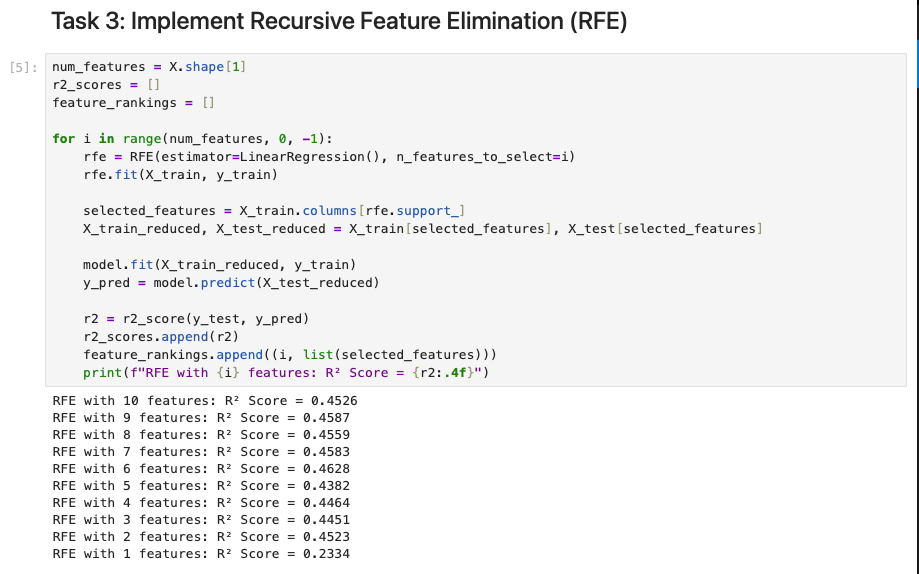 Task 3: Implement Recursive Feature Elimination (RFE)
[5]: num_features = X.shape[1]
r2_scores = []
feature_rankings = []
for i in range(num_features, 0, -1):
    rfe = RFE(estimator=LinearRegression(), n_features_to_select=i)
    rfe.fit(X_train, y_train)
    selected_features = X_train.columns[rfe.support_]
    X_train_reduced, X_test_reduced = X_train[selected_features], X_test[selected_features]
    model.fit(X_train_reduced, y_train)
    y_pred = model.predict(X_test_reduced)
    r2 = r2_score(y_test, y_pred)
    r2_scores.append(r2)
    feature_rankings.append((i, list(selected_features)))
    print(f"RFE with {i} features: R² Score = {r2:.4f}")
RFE with 10 features: R² Score = 0.4526
RFE with 9 features: R² Score = 0.4587
RFE with 8 features: R² Score = 0.4559
RFE with 7 features: R² Score = 0.4583
RFE with 6 features: R² Score = 0.4628
RFE with 5 features: R² Score = 0.4382
RFE with 4 features: R² Score = 0.4464
RFE with 3 features: R² Score = 0.4451
RFE with 2 features: R² Score = 0.4523
RFE with 1 features: R² Score = 0.2334